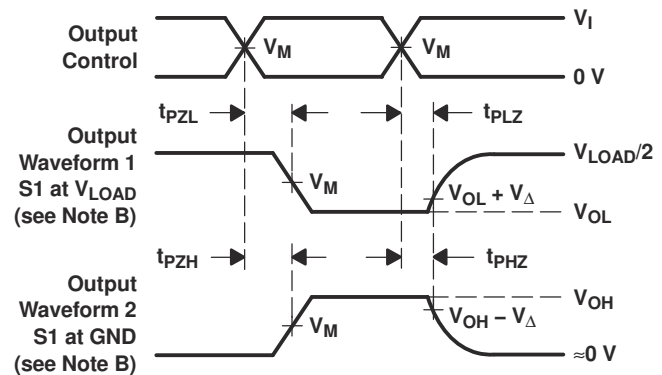 Output
Control
V_M
V_M
V_I
0 V
t_PZL
t_PLZ
Output
Waveform 1
S1 at V_LOAD
(see Note B)
V_M
V_LOAD/2
V_OL + V_Δ
V_OL
t_PZH
t_PHZ
Output
Waveform 2
S1 at GND
(see Note B)
V_M
V_OH
V_OH − V_Δ
≈0 V